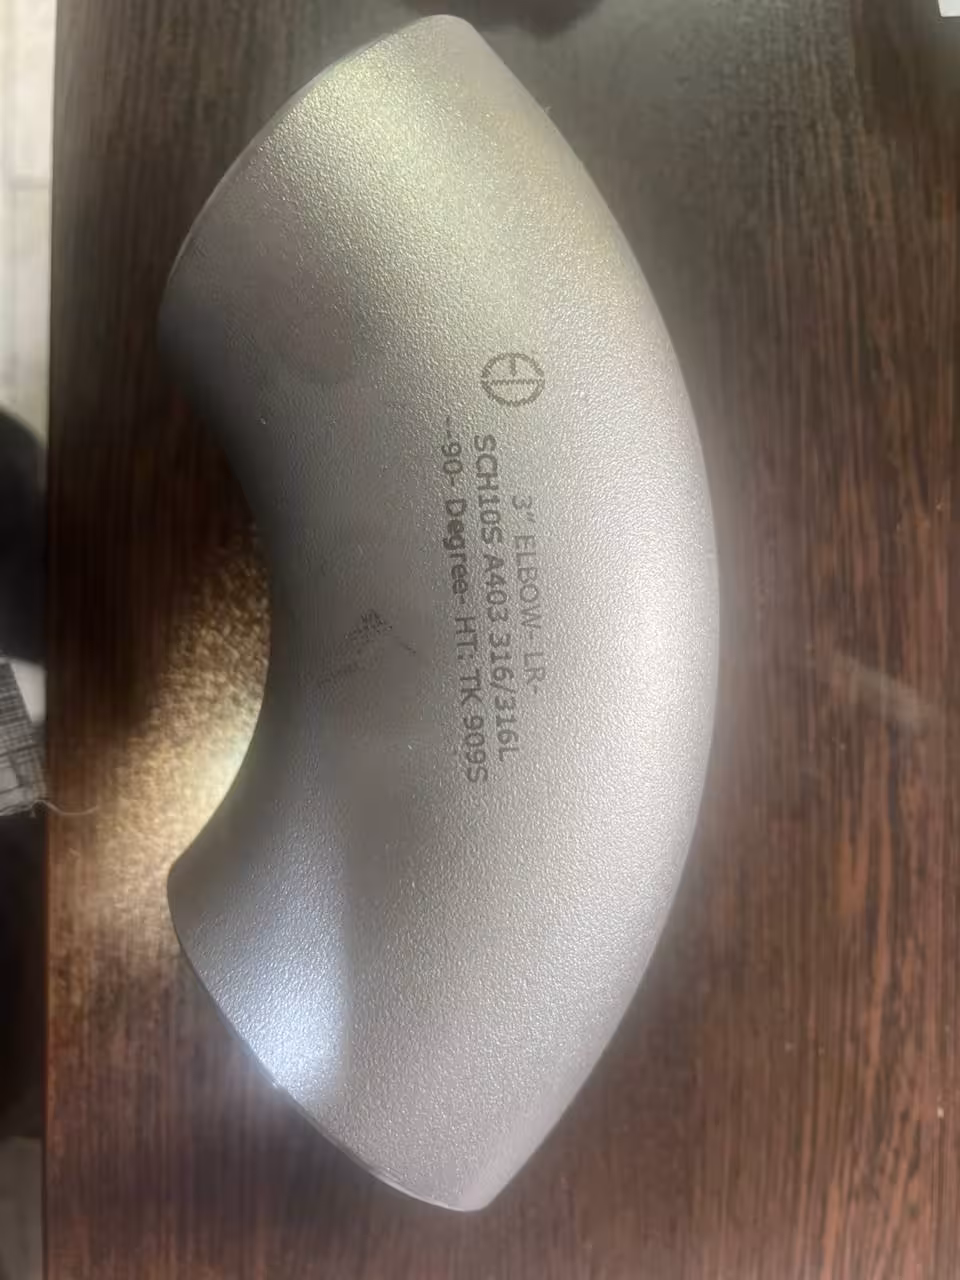 3" ELBOW- LR-
SCH10S A403 316/316L
--90- Degree- HT: TK 909S